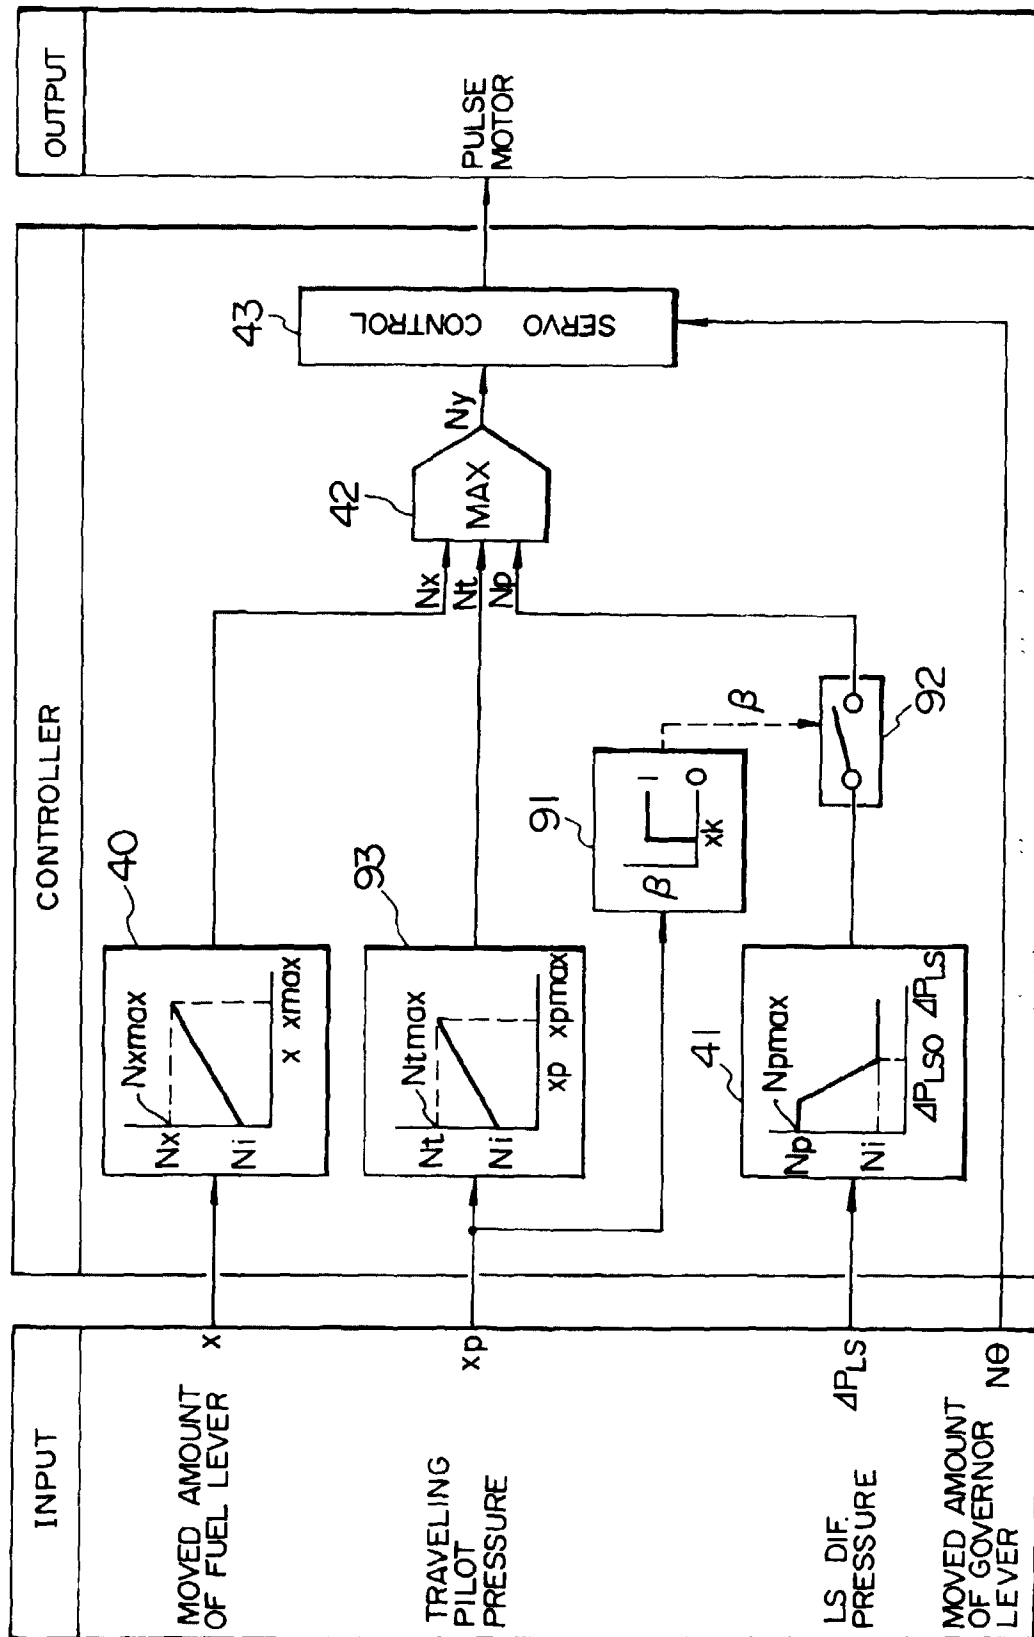 INPUT
CONTROLLER
OUTPUT
MOVED AMOUNT
OF FUEL LEVER
x
40
Nx
Nxmax
Ni
x xmax
TRAVELING
PILOT
PRESSURE
xp
93
Nt
Ntmax
Ni
xp xpmax
91
β
1
0
xk
β
92
LS DIF.
PRESSURE
ΔPLS
41
Np
Npmax
Ni
ΔPLSO ΔPLS
MOVED AMOUNT
OF GOVERNOR
LEVER
Nθ
Nx
Nt
Np
42
MAX
Ny
43
SERVO CONTROL
PULSE
MOTOR